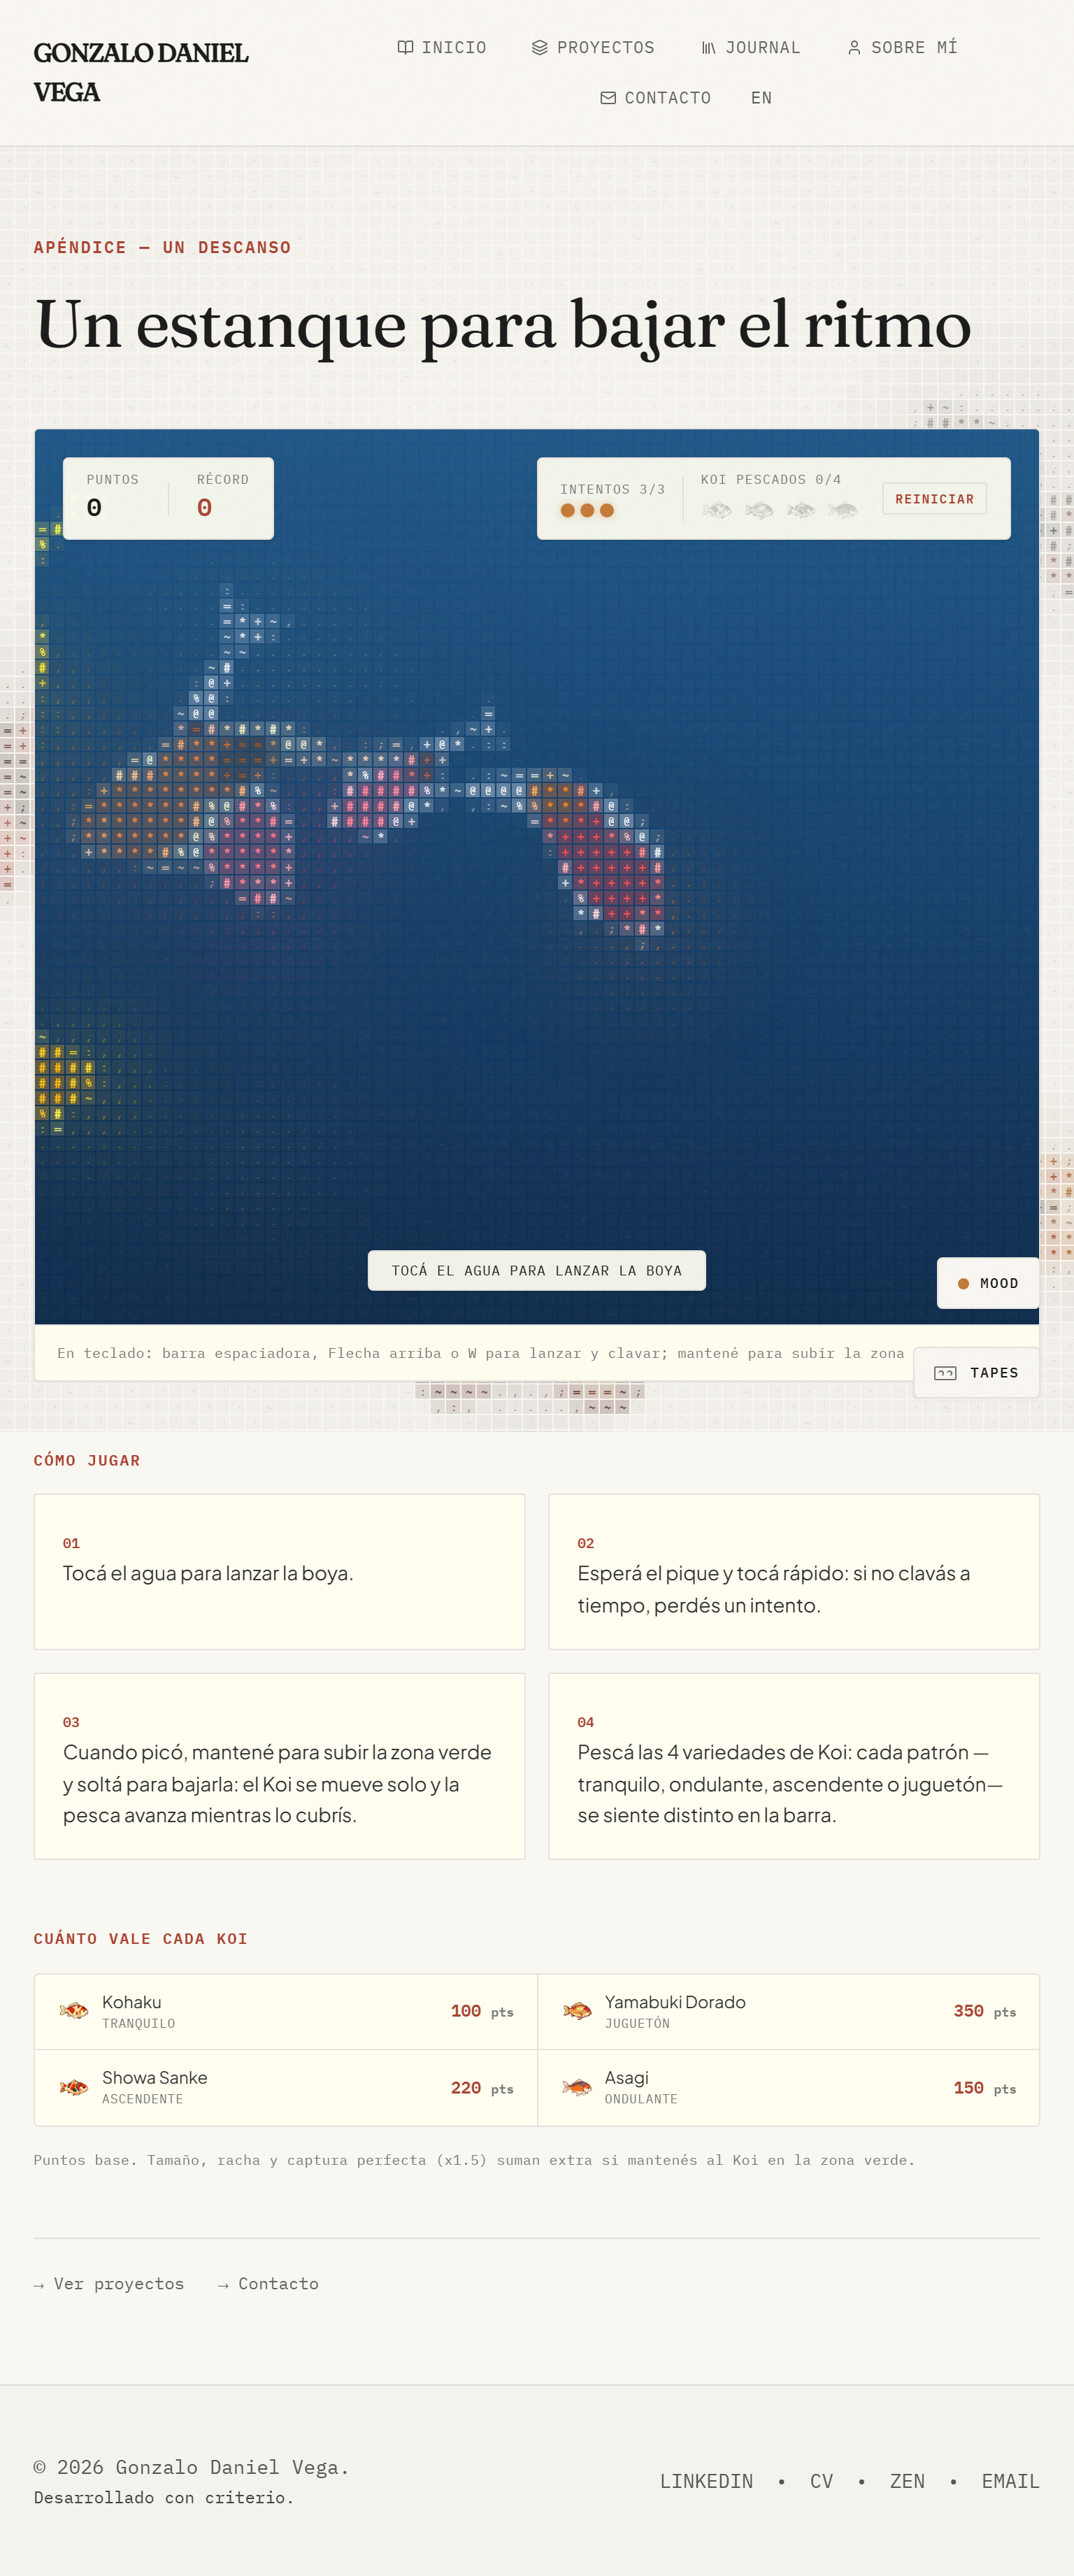 GONZALO DANIEL
VEGA
INICIO
PROYECTOS
JOURNAL
SOBRE MÍ
CONTACTO
EN
APÉNDICE — UN DESCANSO
Un estanque para bajar el ritmo
PUNTOS
0
RÉCORD
0
INTENTOS 3/3
KOI PESCADOS 0/4
REINICIAR
TOCÁ EL AGUA PARA LANZAR LA BOYA
MOOD
En teclado: barra espaciadora, Flecha arriba o W para lanzar y clavar; mantené para subir la zona
TAPES
CÓMO JUGAR
01
Tocá el agua para lanzar la boya.
02
Esperá el pique y tocá rápido: si no clavás a
tiempo, perdés un intento.
03
Cuando picó, mantené para subir la zona verde
y soltá para bajarla: el Koi se mueve solo y la
pesca avanza mientras lo cubrís.
04
Pescá las 4 variedades de Koi: cada patrón —
tranquilo, ondulante, ascendente o juguetón—
se siente distinto en la barra.
CUÁNTO VALE CADA KOI
Kohaku
TRANQUILO
100 pts
Yamabuki Dorado
JUGUETÓN
350 pts
Showa Sanke
ASCENDENTE
220 pts
Asagi
ONDULANTE
150 pts
Puntos base. Tamaño, racha y captura perfecta (x1.5) suman extra si mantenés al Koi en la zona verde.
→ Ver proyectos
→ Contacto
© 2026 Gonzalo Daniel Vega.
Desarrollado con criterio.
LINKEDIN • CV • ZEN • EMAIL